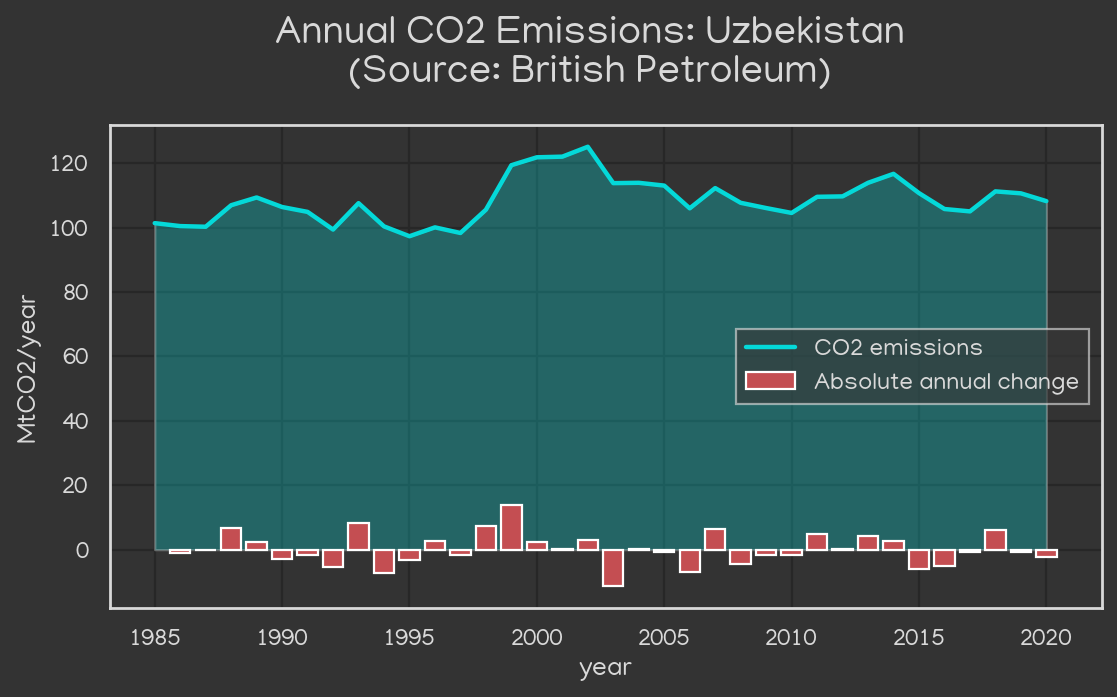 Annual CO2 Emissions: Uzbekistan
(Source: British Petroleum)
MtCO2/year
120
100
80
60
40
20
0
CO2 emissions
Absolute annual change
1985 1990 1995 2000 2005 2010 2015 2020
year